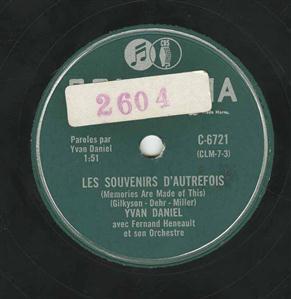 CBS
2604
Paroles par
Yvan Daniel
1:51
C-6721
(CLM-7-3)
LES SOUVENIRS D'AUTREFOIS
(Memories Are Made of This)
(Gilkyson - Dehr - Miller)
YVAN DANIEL
avec Fernand Heneault
et son Orchestre